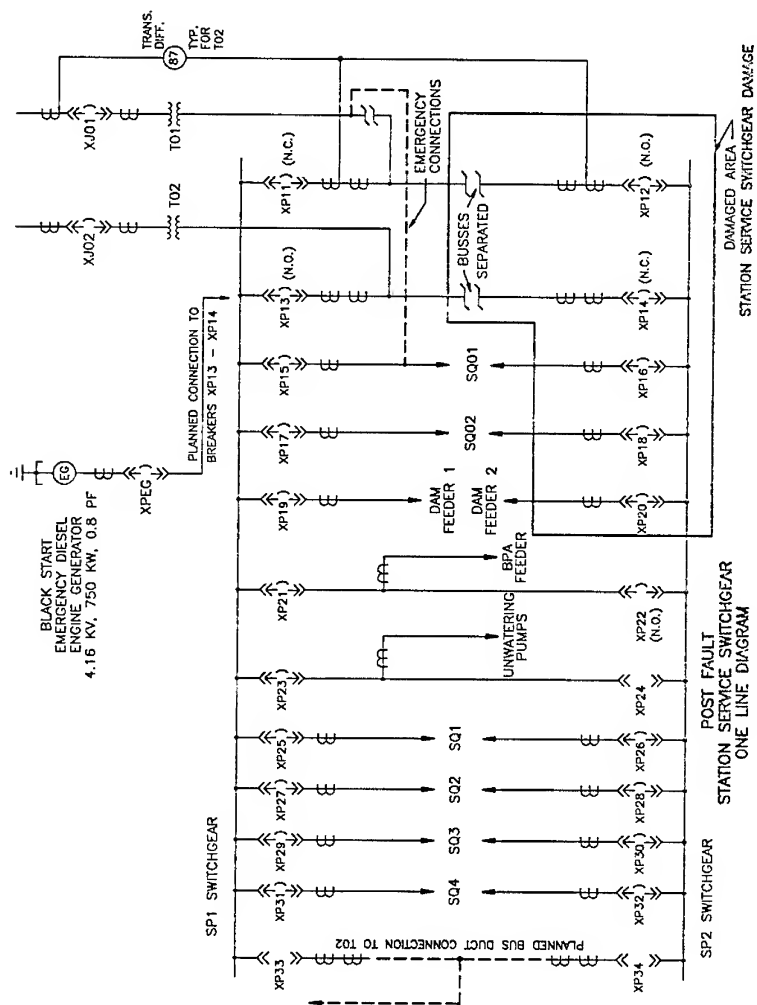 BLACK START
EMERGENCY DIESEL
ENGINE GENERATOR
4.16 KV, 750 KW, 0.8 PF
EG
XPEG
PLANNED CONNECTION TO
BREAKERS XP13 - XP14
XJ02
T02
XJ01
T01
TRANS.
DIFF.
87
TYP.
FOR
T02
SP1 SWITCHGEAR
XP33
XP31
XP29
XP27
XP25
XP23
XP21
XP19
XP17
XP15
XP13 (N.O.)
XP11 (N.C.)
EMERGENCY
CONNECTIONS
PLANNED BUS DUCT CONNECTION TO T02
SQ4
SQ3
SQ2
SQ1
UNWATERING
PUMPS
BPA
FEEDER
DAM
FEEDER 1
DAM
FEEDER 2
SQ02
SQ01
BUSSES
SEPARATED
XP34
XP32
XP30
XP28
XP26
XP24
XP22
(N.O.)
XP20
XP18
XP16
XP14 (N.C.)
XP12 (N.O.)
SP2 SWITCHGEAR
POST FAULT
STATION SERVICE SWITCHGEAR
ONE LINE DIAGRAM
DAMAGED AREA
STATION SERVICE SWITCHGEAR DAMAGE